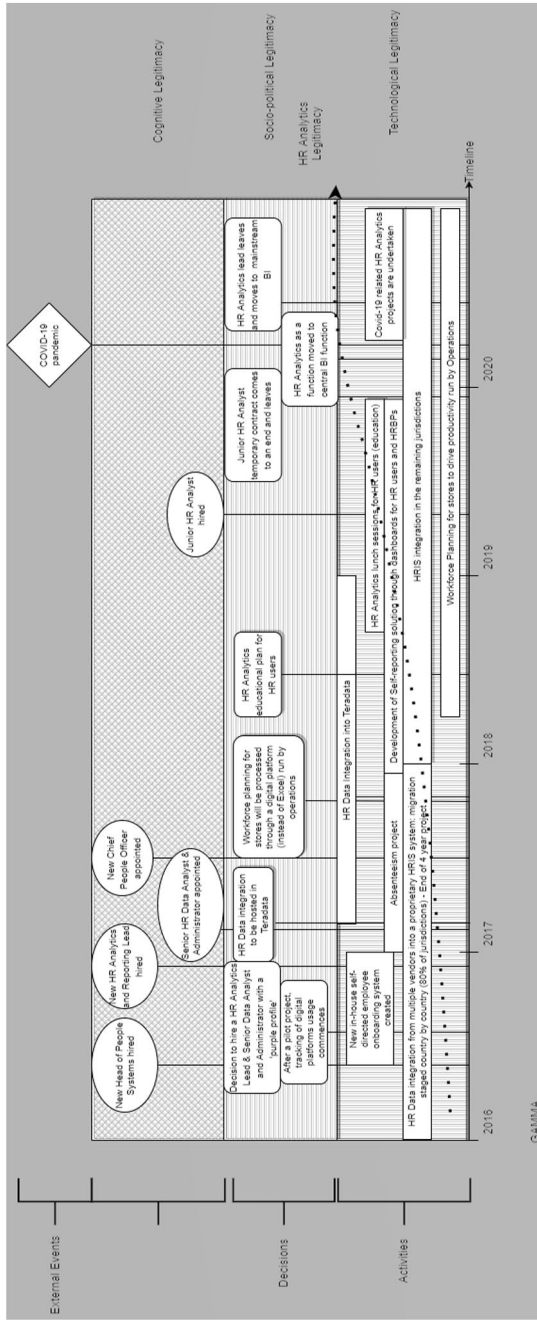 External Events
COVID-19
pandemic
Cognitive Legitimacy
New Head of People
Systems hired
New HR Analytics
and Reporting Lead
hired
New Chief
People Officer
appointed
Senior HR Data Analyst &
Administrator appointed
Junior HR Analyst
hired
Decisions
Socio-political Legitimacy
Decision to hire a HR Analytics
Lead & Senior Data Analyst
and Administrator with a
'purple profile'
HR Data integration
to be hosted in
Teradata
Workforce planning for
stores will be processed
through a digital platform
(instead of Excel) run by
operations
HR Analytics
educational plan for
HR users
Junior HR Analyst
temporary contract comes
to an end and leaves
HR Analytics lead leaves
and moves to mainstream
BI
After a pilot project,
tracking of digital
platforms usage
commences.
HR Analytics as a
function moved to
central BI function
HR Analytics
Legitimacy
Activities
Technological Legitimacy
HR Data Integration into Teradata
New in-house self-
directed employee
onboarding system
created
HR Analytics lunch sessions for HR users (education)
Covid-19 related HR Analytics
projects are undertaken
Absenteeism project
Development of Self-reporting solution through dashboards for HR users and HRBPs
HR Data integration from multiple vendors into a proprietary HRIS system: migration
staged country by country (80% of jurisdictions) - End of 4 year project
HRIS integration in the remaining jurisdictions
Workforce Planning for stores to drive productivity run by Operations
Timeline
2016
2017
2018
2019
2020
GAMMA